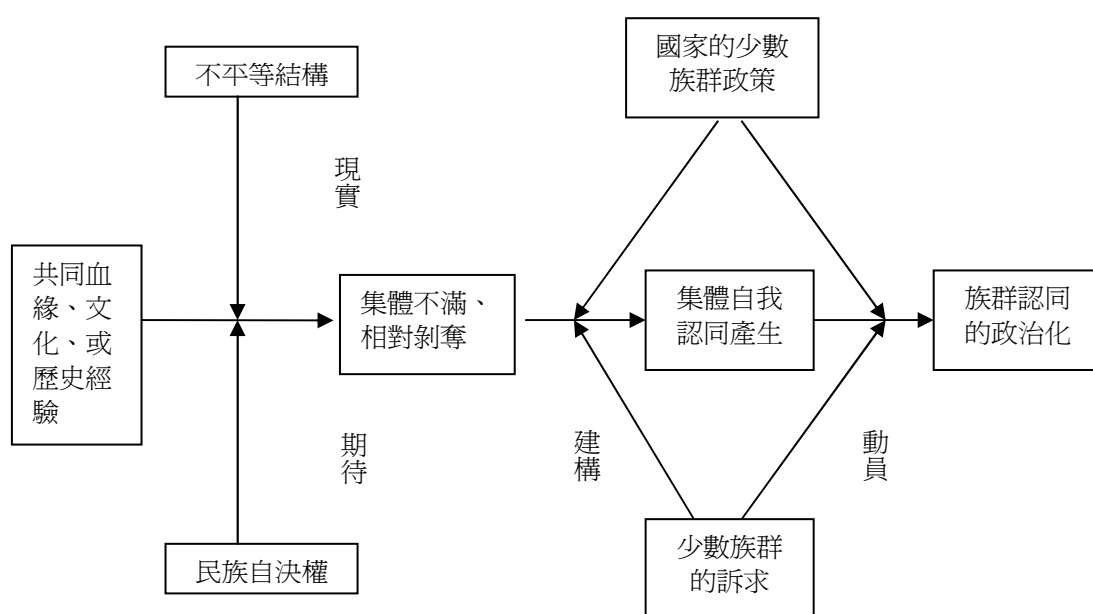 不平等結構
國家的少數
族群政策
現
實
共同血
緣、文
化、或
歷史經
驗
集體不滿、
相對剝奪
集體自我
認同產生
族群認同
的政治化
期
待
建
構
動
員
民族自決權
少數族群
的訴求